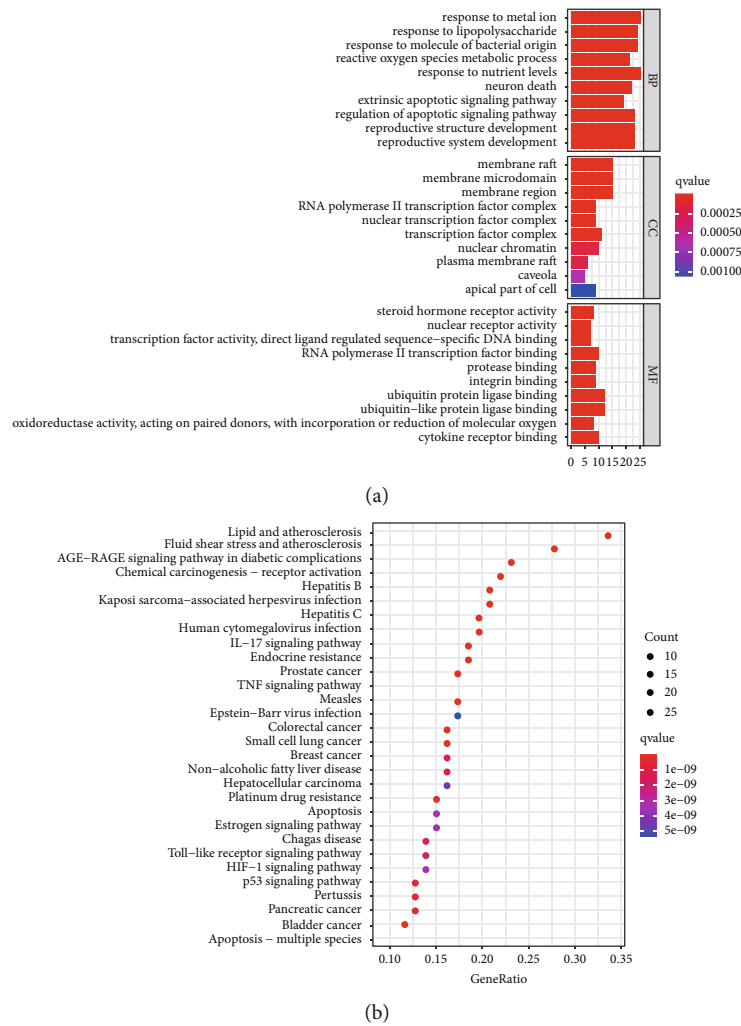 response to metal ion
response to lipopolysaccharide
response to molecule of bacterial origin
reactive oxygen species metabolic process
response to nutrient levels
neuron death
extrinsic apoptotic signaling pathway
regulation of apoptotic signaling pathway
reproductive structure development
reproductive system development
BP
membrane raft
membrane microdomain
membrane region
RNA polymerase II transcription factor complex
nuclear transcription factor complex
transcription factor complex
nuclear chromatin
plasma membrane raft
caveola
apical part of cell
CC
steroid hormone receptor activity
nuclear receptor activity
transcription factor activity, direct ligand regulated sequence−specific DNA binding
RNA polymerase II transcription factor binding
protease binding
integrin binding
ubiquitin protein ligase binding
ubiquitin−like protein ligase binding
oxidoreductase activity, acting on paired donors, with incorporation or reduction of molecular oxygen
cytokine receptor binding
MF
0 5 10 15 20 25
qvalue
0.00025
0.00050
0.00075
0.00100
(a)
Lipid and atherosclerosis
Fluid shear stress and atherosclerosis
AGE−RAGE signaling pathway in diabetic complications
Chemical carcinogenesis − receptor activation
Hepatitis B
Kaposi sarcoma−associated herpesvirus infection
Hepatitis C
Human cytomegalovirus infection
IL−17 signaling pathway
Endocrine resistance
Prostate cancer
TNF signaling pathway
Measles
Epstein−Barr virus infection
Colorectal cancer
Small cell lung cancer
Breast cancer
Non−alcoholic fatty liver disease
Hepatocellular carcinoma
Platinum drug resistance
Apoptosis
Estrogen signaling pathway
Chagas disease
Toll−like receptor signaling pathway
HIF−1 signaling pathway
p53 signaling pathway
Pertussis
Pancreatic cancer
Bladder cancer
Apoptosis − multiple species
0.10 0.15 0.20 0.25 0.30 0.35
GeneRatio
Count
10
15
20
25
qvalue
1e−09
2e−09
3e−09
4e−09
5e−09
(b)